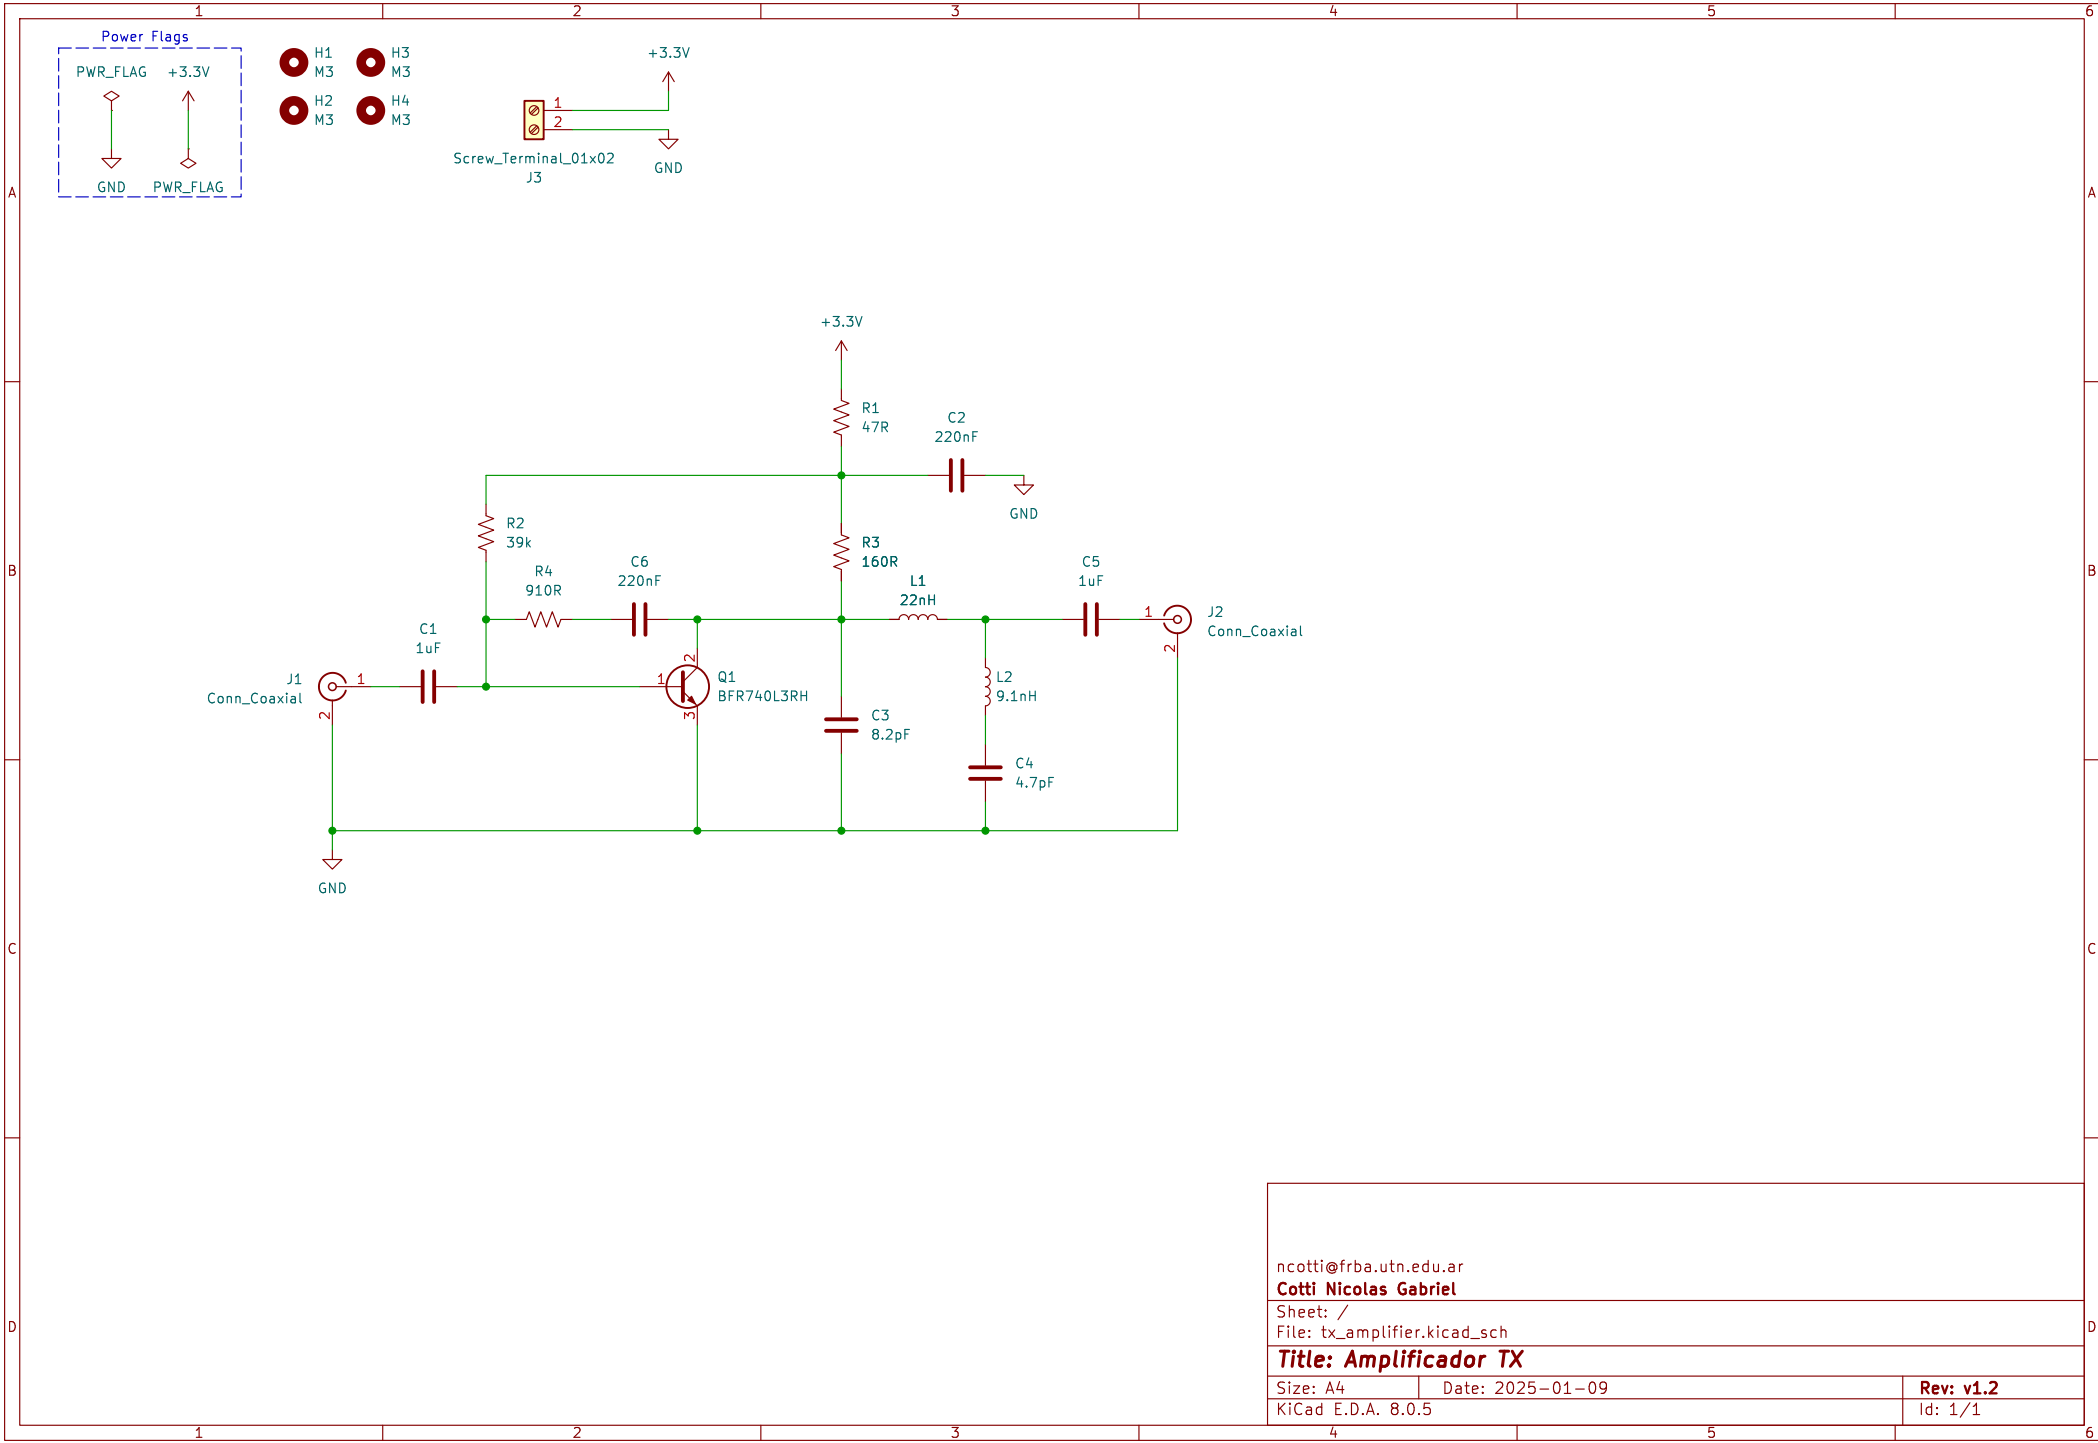 1 2 3 4 5 6
Power Flags
PWR_FLAG +3.3V
GND PWR_FLAG
H1
M3
H3
M3
H2
M3
H4
M3
+3.3V
1
2
Screw_Terminal_01x02
J3
GND
A A
+3.3V
R1
47R
C2
220nF
GND
R2
39k
R3
160R
R4
910R
C6
220nF
L1
22nH
C5
1uF
1
2
J2
Conn_Coaxial
B B
C1
1uF
J1
Conn_Coaxial
1
2
2
1
3
Q1
BFR740L3RH
L2
9.1nH
C3
8.2pF
C4
4.7pF
GND
C C
ncotti@frba.utn.edu.ar
Cotti Nicolas Gabriel
Sheet: /
File: tx_amplifier.kicad_sch
D D
Title: Amplificador TX
Size: A4 Date: 2025-01-09 Rev: v1.2
KiCad E.D.A. 8.0.5 Id: 1/1
1 2 3 4 5 6